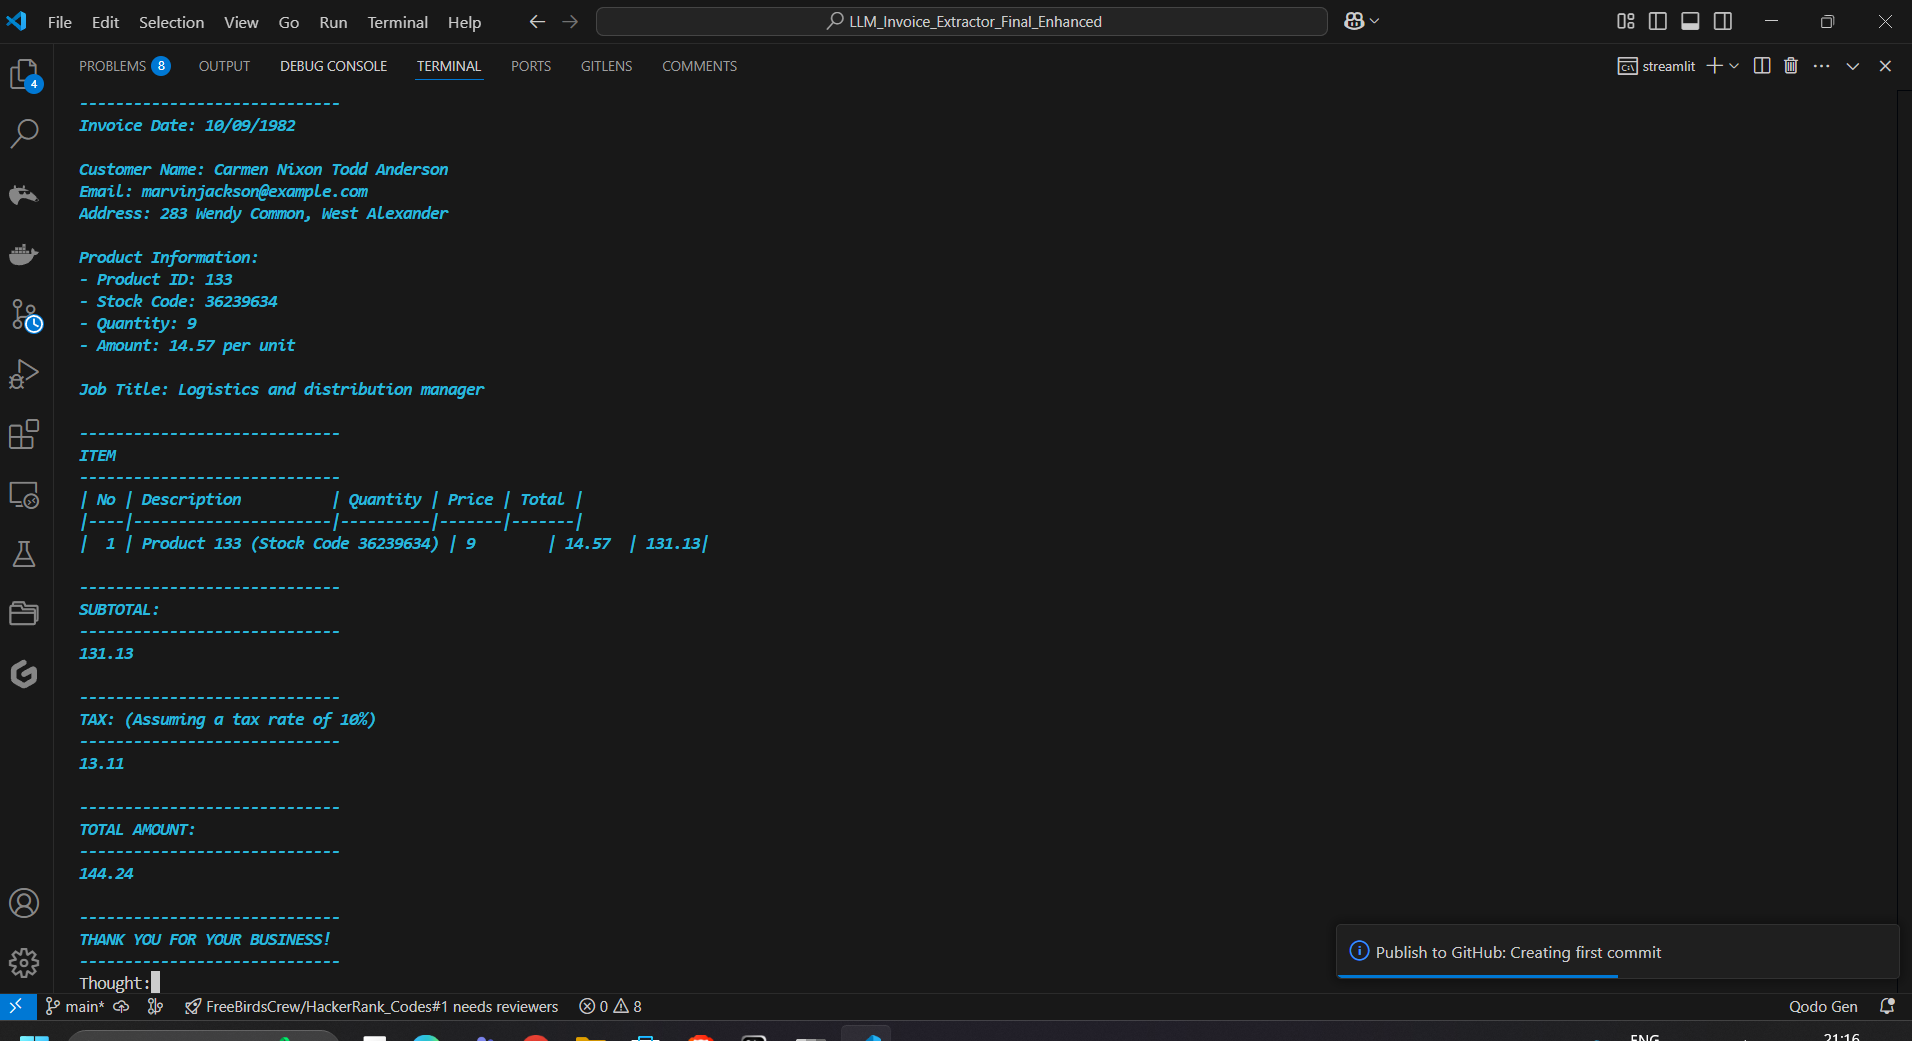 File Edit Selection View Go Run Terminal Help
LLM_Invoice_Extractor_Final_Enhanced
PROBLEMS 8 OUTPUT DEBUG CONSOLE TERMINAL PORTS GITLENS COMMENTS
streamlit
4
-----------------------------
Invoice Date: 10/09/1982
Customer Name: Carmen Nixon Todd Anderson
Email: marvinjackson@example.com
Address: 283 Wendy Common, West Alexander
Product Information:
- Product ID: 133
- Stock Code: 36239634
- Quantity: 9
- Amount: 14.57 per unit
Job Title: Logistics and distribution manager
-----------------------------
ITEM
-----------------------------
| No | Description          | Quantity | Price | Total |
|----|----------------------|----------|-------|-------|
|  1 | Product 133 (Stock Code 36239634) | 9        | 14.57  | 131.13|
-----------------------------
SUBTOTAL:
-----------------------------
131.13
-----------------------------
TAX: (Assuming a tax rate of 10%)
-----------------------------
13.11
-----------------------------
TOTAL AMOUNT:
-----------------------------
144.24
-----------------------------
THANK YOU FOR YOUR BUSINESS!
-----------------------------
Thought:
Publish to GitHub: Creating first commit
main* FreeBirdsCrew/HackerRank_Codes#1 needs reviewers 0 8 Qodo Gen
ENG 21:16